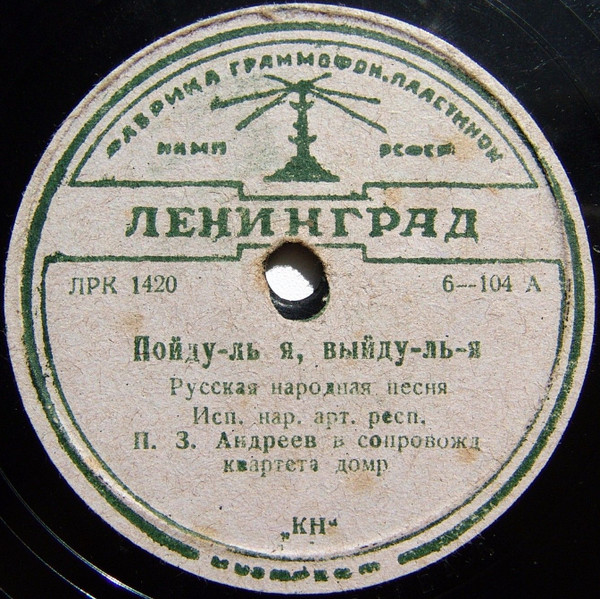 ФАБРИКА ГРАММОФОН. ПЛАСТИНОК
НКМП РСФСР
ЛЕНИНГРАД
ЛРК 1420 6—104 А
Пойду-ль я, выйду-ль-я
Русская народная песня
Исп. нар. арт. респ.
П. З. Андреев в сопровожд
квартета домр
„КН“